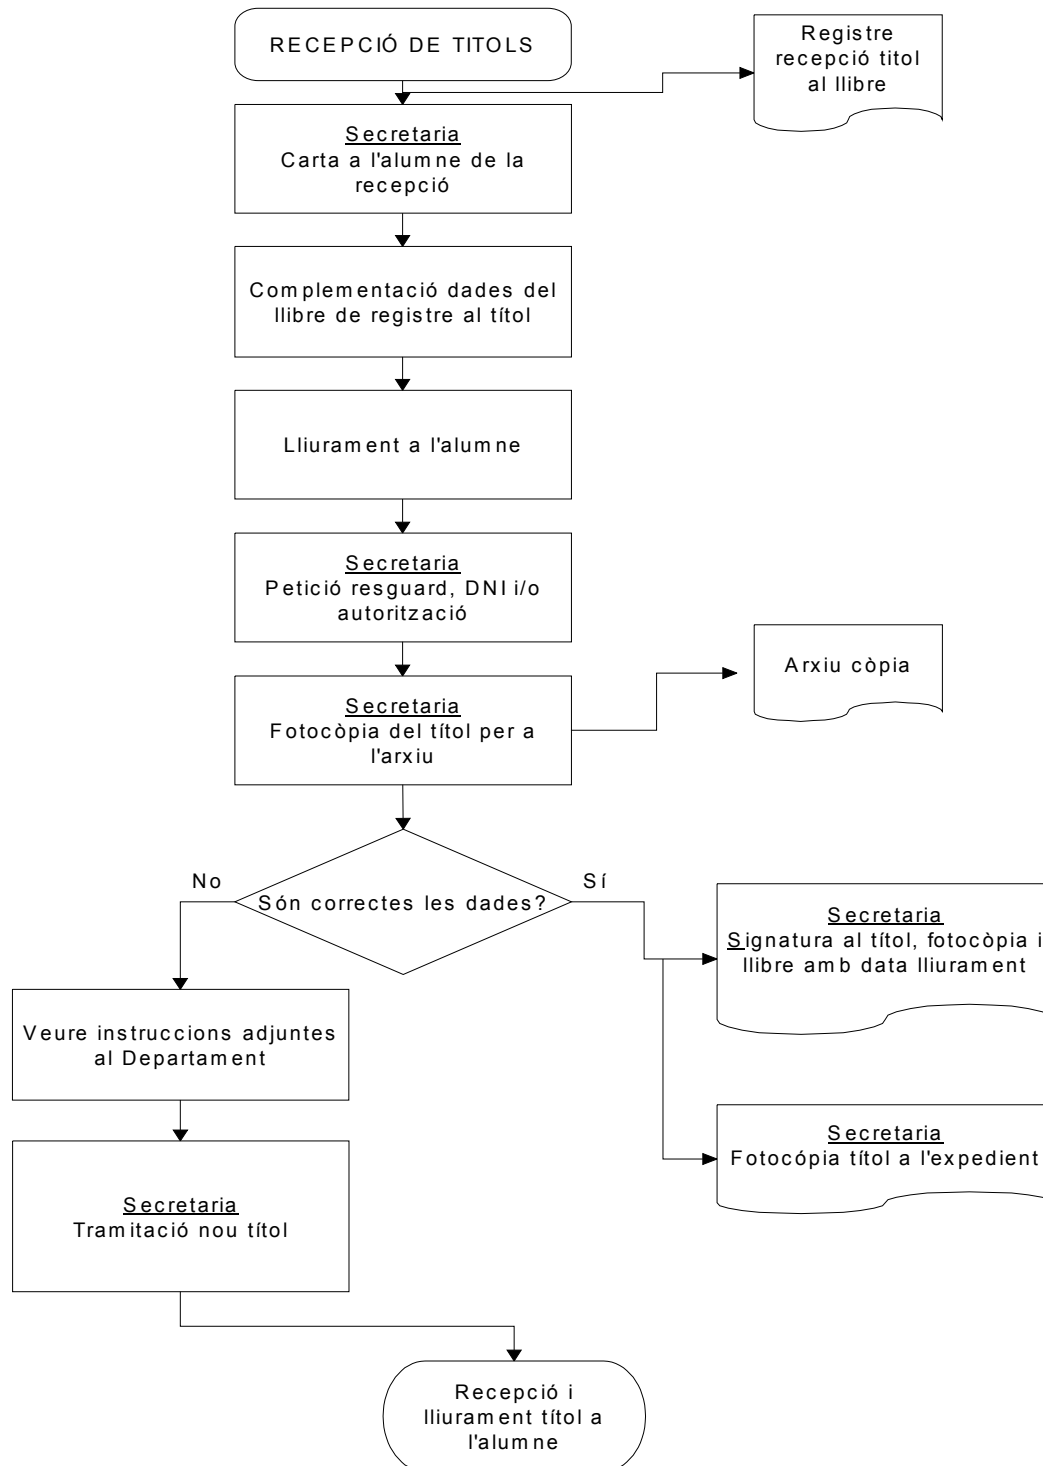 RECEPCIÓ DE TITOLS
Registre
recepció titol
al llibre
Secretaria
Carta a l'alumne de la
recepció
Complementació dades del
llibre de registre al títol
Lliurament a l'alumne
Secretaria
Petició resguard, DNI i/o
autorització
Secretaria
Fotocòpia del títol per a
l'arxiu
Arxiu còpia
Són correctes les dades?
No
Sí
Secretaria
Signatura al títol, fotocòpia i
llibre amb data lliurament
Veure instruccions adjuntes
al Departament
Secretaria
Fotocópia títol a l'expedient
Secretaria
Tramitació nou títol
Recepció i
lliurament títol a
l'alumne